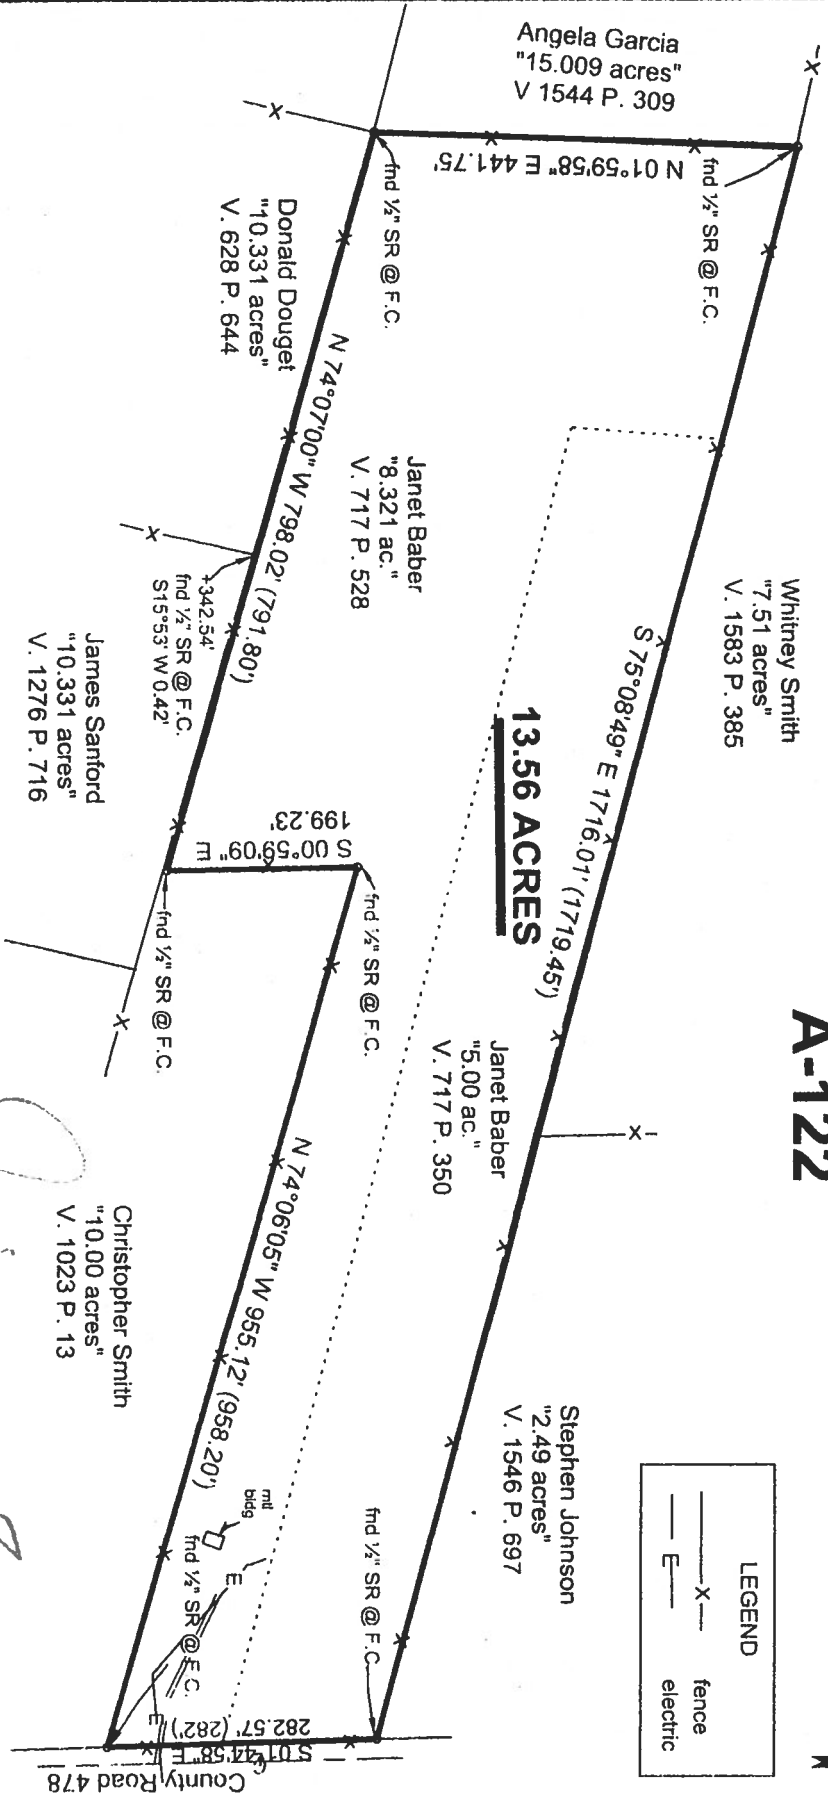 A-122
Angela Garcia
"15.009 acres"
V 1544 P. 309
N 01°59'58" E 441.75'
fnd ½" SR @ F.C.
fnd ½" SR @ F.C.
Whitney Smith
"7.51 acres"
V. 1583 P. 385
S 75°08'49" E 1716.01' (1719.45')
Donald Douget
"10.331 acres"
V. 628 P. 644
N 74°07'00" W 798.02' (791.80')
Janet Baber
"8.321 ac."
V. 717 P. 528
+342.54'
fnd ½" SR @ F.C.
S15°53' W 0.42'
James Sanford
"10.331 acres"
V. 1276 P. 716
13.56 ACRES
S 00°59'09" E
199.23'
fnd ½" SR @ F.C.
fnd ½" SR @ F.C.
Janet Baber
"5.00 ac."
V. 717 P. 350
N 74°06'05" W 955.12' (958.20')
Christopher Smith
"10.00 acres"
V. 1023 P. 13
Stephen Johnson
"2.49 acres"
V. 1546 P. 697
mtl
bldg
fnd ½" SR @ F.C.
fnd ½" SR @ F.C.
E
E
S 01°44'58" E
282.57' (282')
County Road 478
LEGEND
X fence
E electric